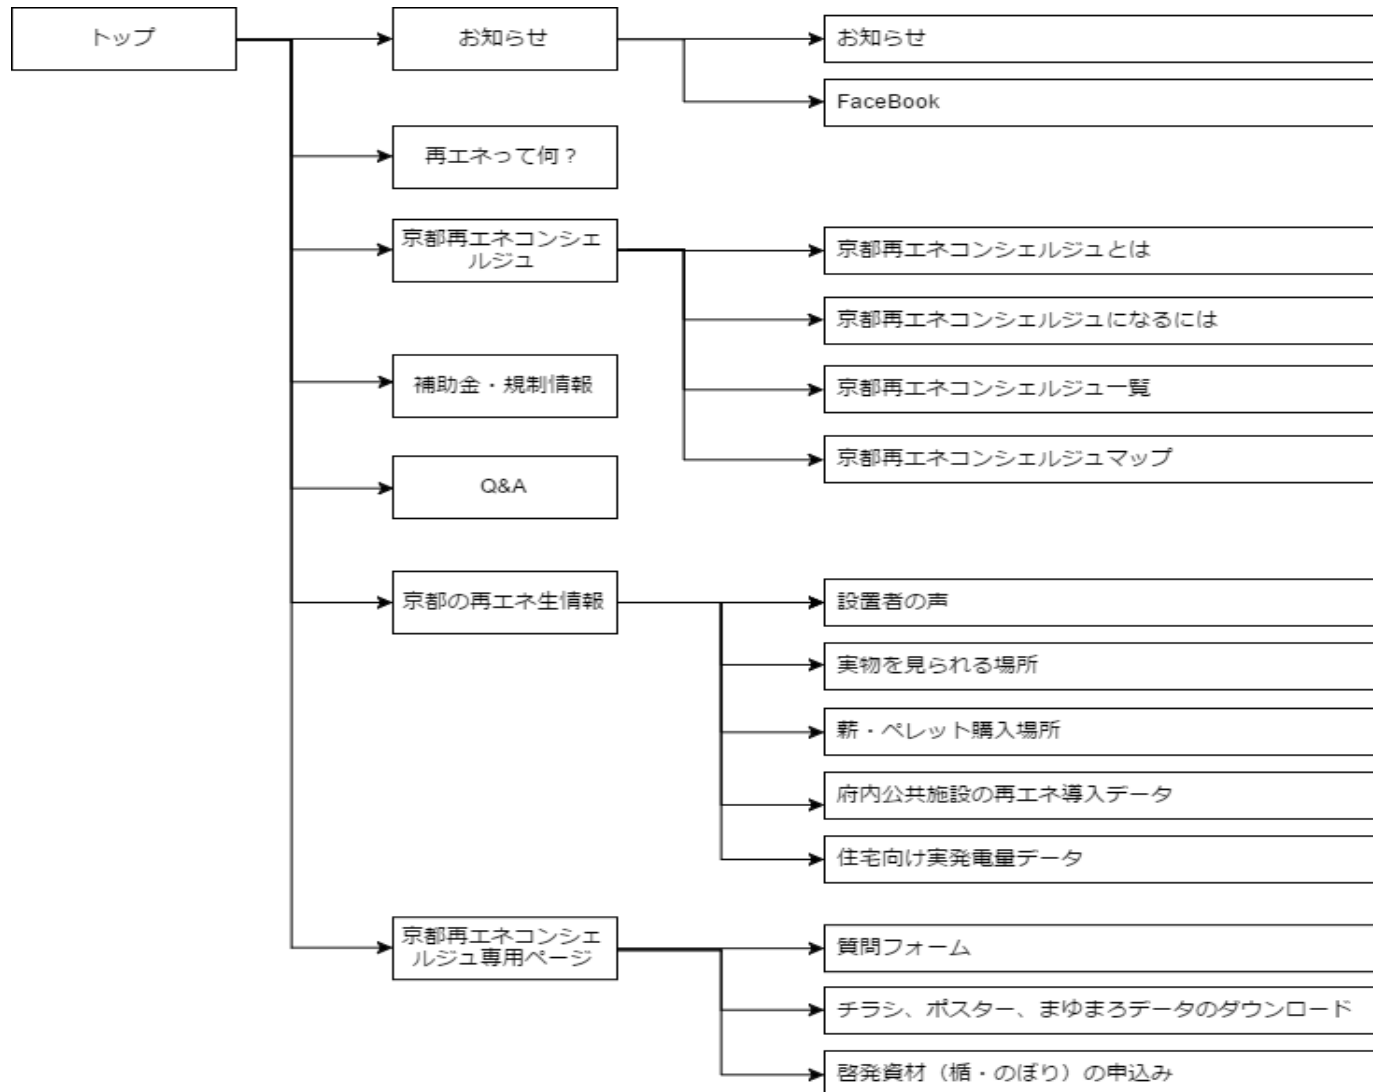 トップ
お知らせ
お知らせ
FaceBook
再エネって何？
京都再エネコンシェ
ルジュ
京都再エネコンシェルジュとは
京都再エネコンシェルジュになるには
京都再エネコンシェルジュ一覧
京都再エネコンシェルジュマップ
補助金・規制情報
Q&A
京都の再エネ生情報
設置者の声
実物を見られる場所
薪・ペレット購入場所
府内公共施設の再エネ導入データ
住宅向け実発電量データ
京都再エネコンシェ
ルジュ専用ページ
質問フォーム
チラシ、ポスター、まゆまろデータのダウンロード
啓発資材（楯・のぼり）の申込み